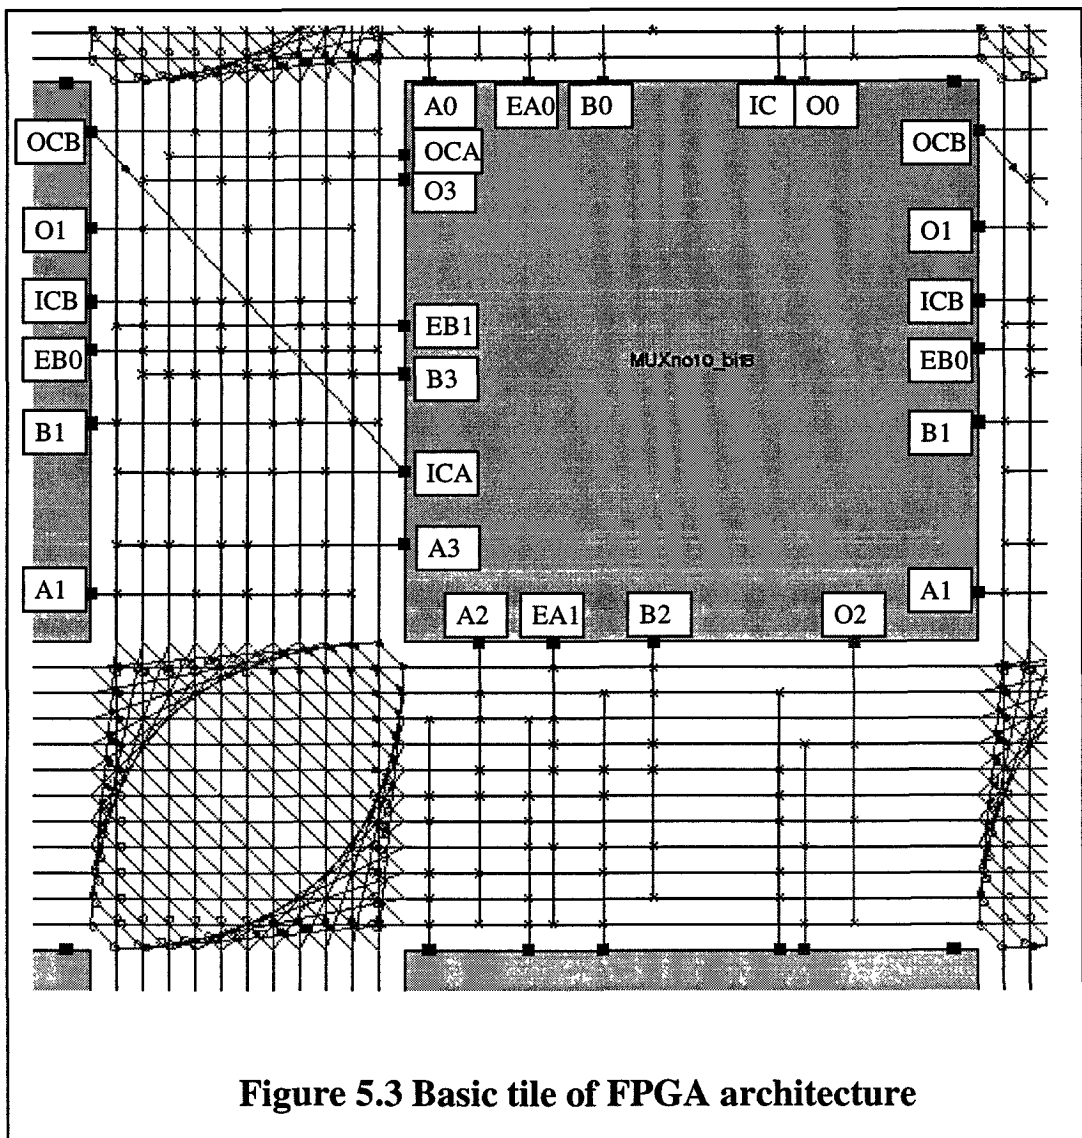 A0 EA0 B0 IC O0
OCB OCA OCB
O3
O1 O1
ICB EB1 ICB
EB0 MUXno10_bit8 EB0
B3
B1 B1
ICA
A3
A1 A1
A2 EA1 B2 O2
Figure 5.3 Basic tile of FPGA architecture